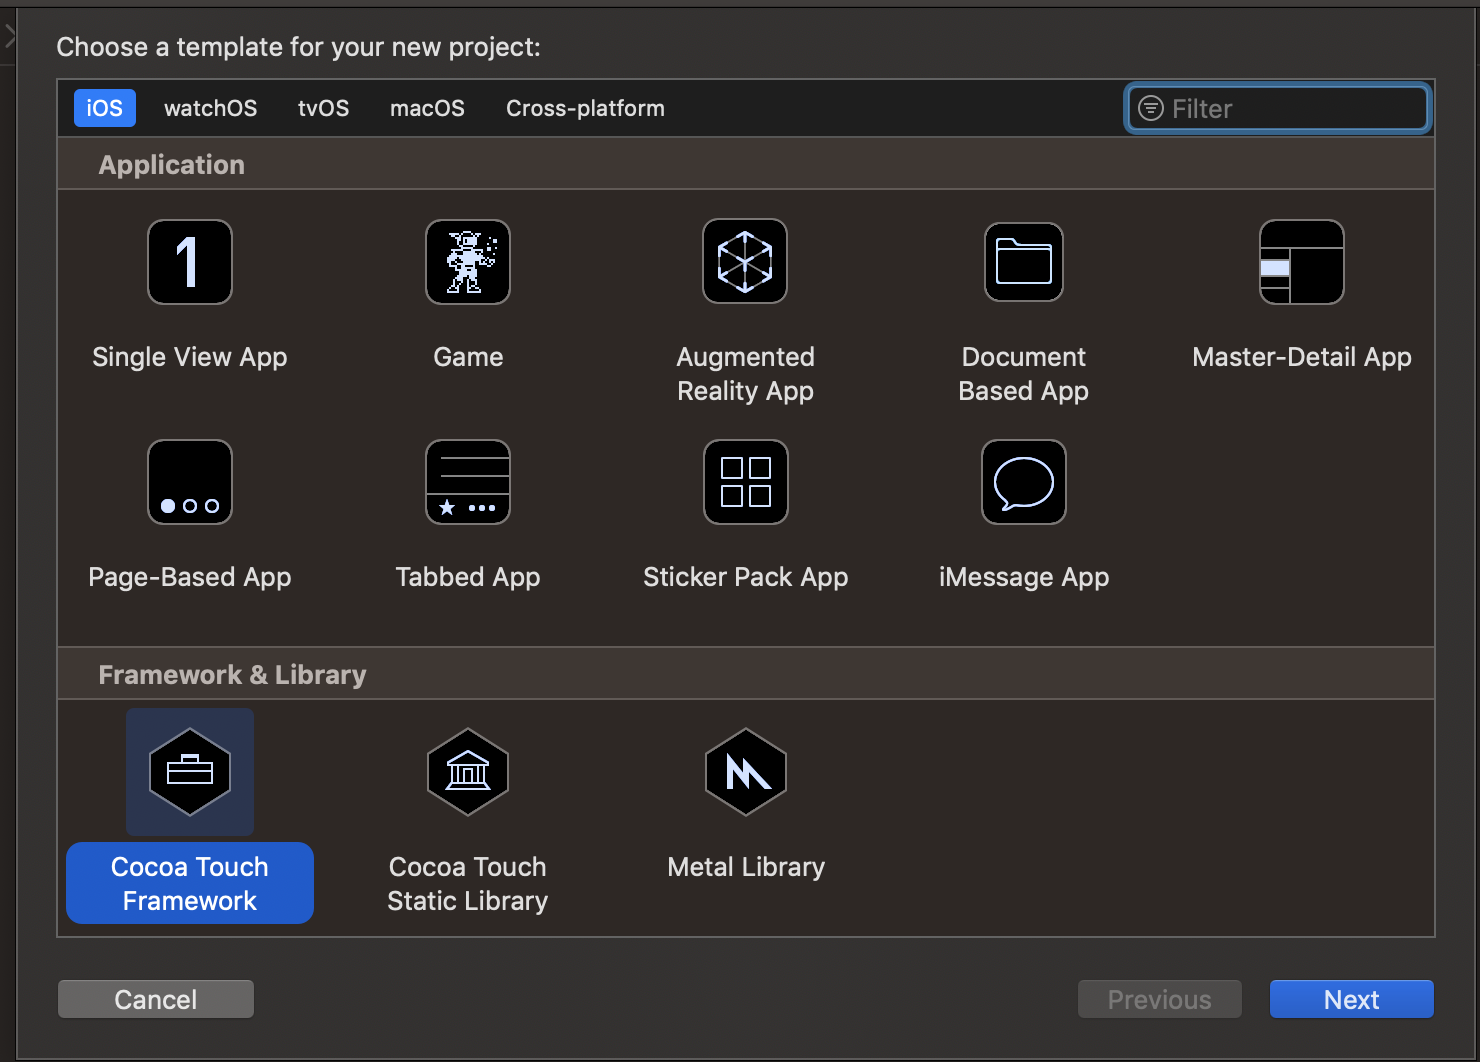 Choose a template for your new project:
iOS watchOS tvOS macOS Cross-platform Filter
Application
1
Single View App Game Augmented Reality App Document Based App Master-Detail App
Page-Based App Tabbed App Sticker Pack App iMessage App
Framework & Library
Cocoa Touch Framework Cocoa Touch Static Library Metal Library
Cancel Previous Next